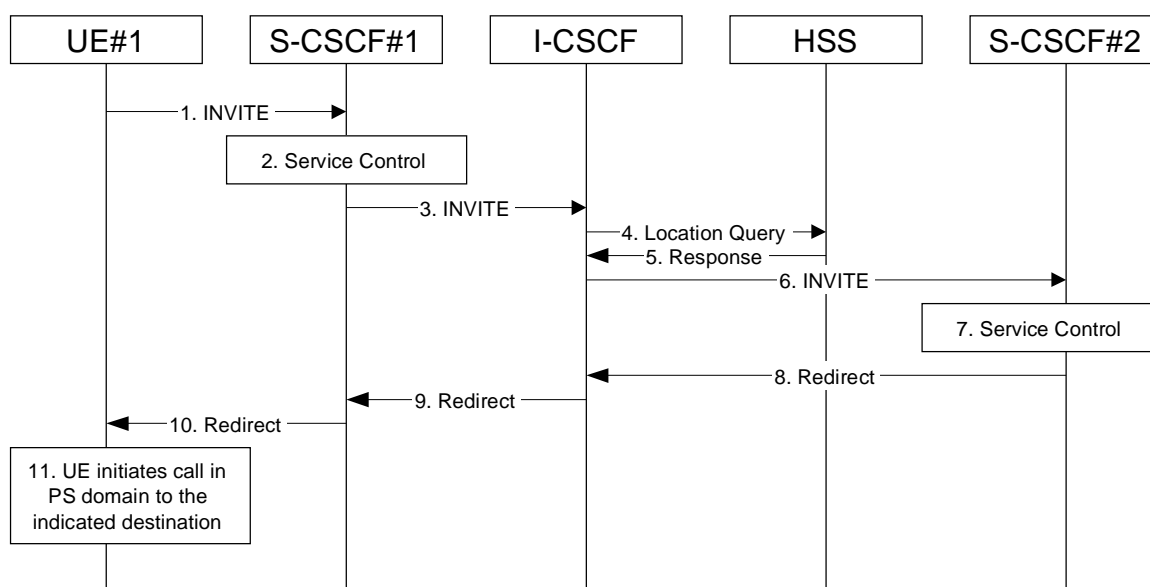 UE#1
S-CSCF#1
I-CSCF
HSS
S-CSCF#2
1. INVITE
2. Service Control
3. INVITE
4. Location Query
5. Response
6. INVITE
7. Service Control
8. Redirect
9. Redirect
10. Redirect
11. UE initiates call in
PS domain to the
indicated destination